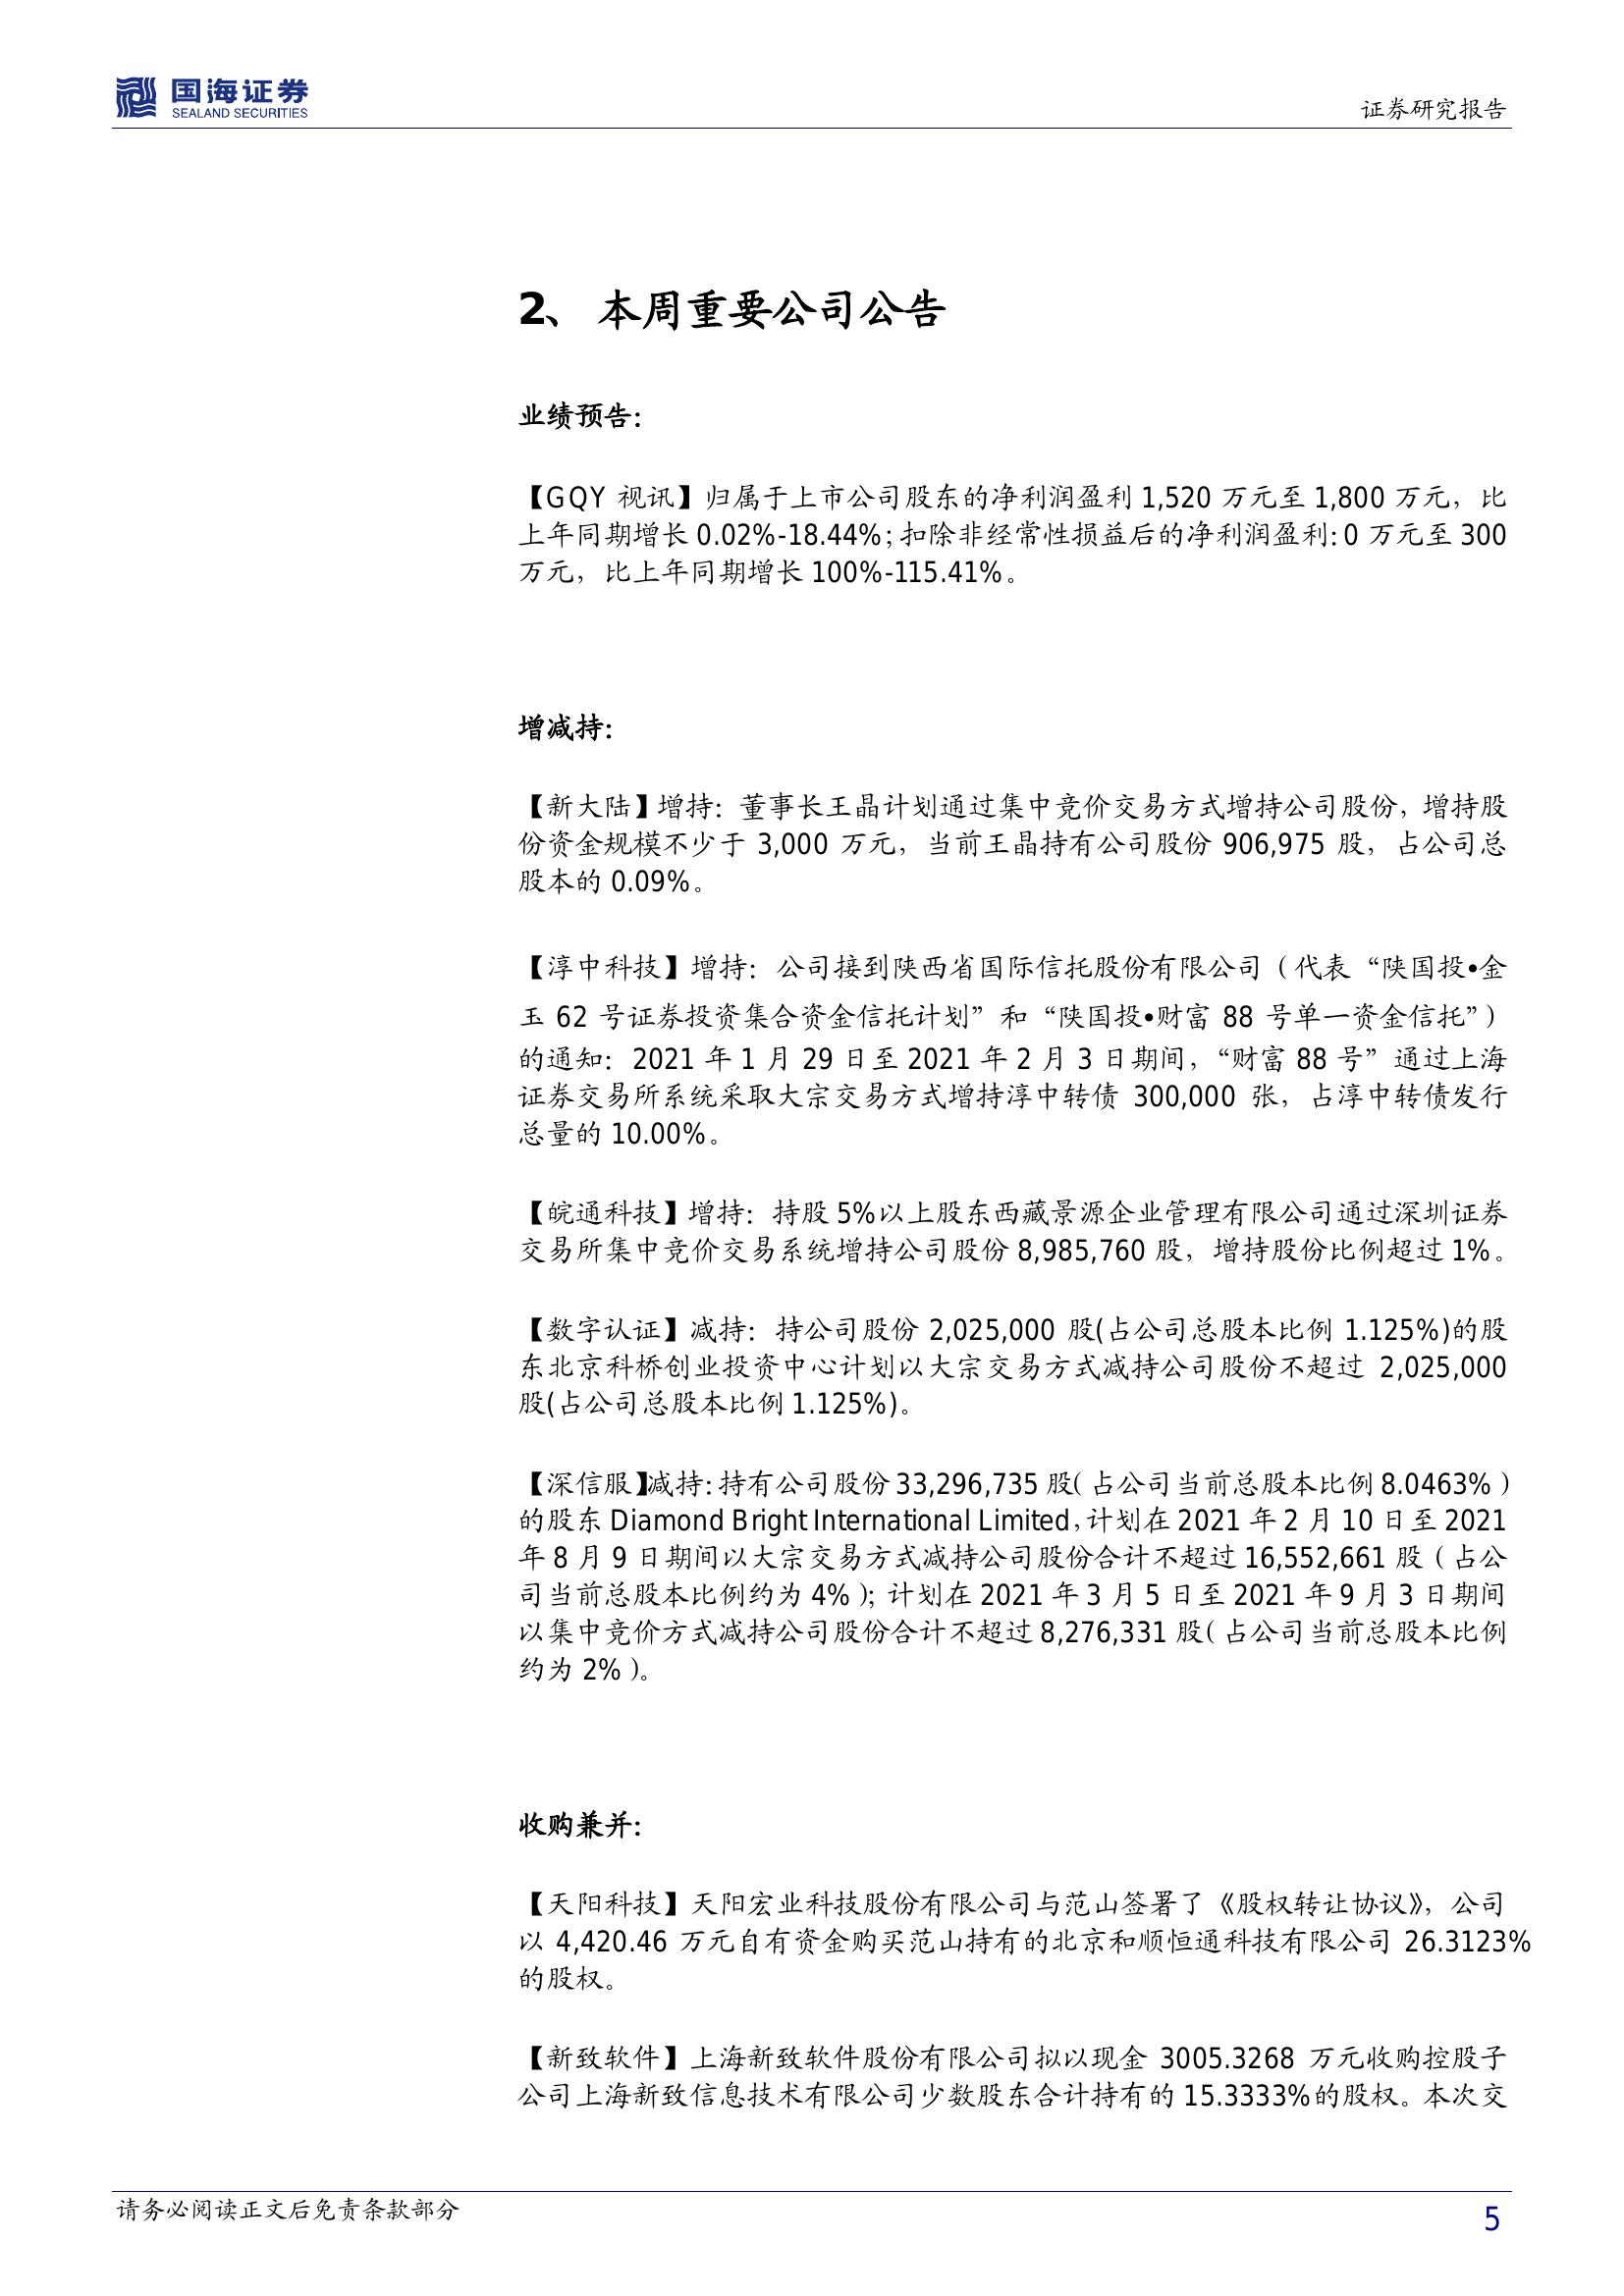 国海证券
SEALAND SECURITIES
证券研究报告
2、 本周重要公司公告
业绩预告：
【GQY 视讯】归属于上市公司股东的净利润盈利 1,520 万元至 1,800 万元，比
上年同期增长 0.02%-18.44%；扣除非经常性损益后的净利润盈利：0 万元至 300
万元，比上年同期增长 100%-115.41%。
增减持：
【新大陆】增持：董事长王晶计划通过集中竞价交易方式增持公司股份，增持股
份资金规模不少于 3,000 万元，当前王晶持有公司股份 906,975 股，占公司总
股本的 0.09%。
【淳中科技】增持：公司接到陕西省国际信托股份有限公司（代表“陕国投•金
玉 62 号证券投资集合资金信托计划”和“陕国投•财富 88 号单一资金信托”）
的通知：2021 年 1 月 29 日至 2021 年 2 月 3 日期间，“财富 88 号”通过上海
证券交易所系统采取大宗交易方式增持淳中转债 300,000 张，占淳中转债发行
总量的 10.00%。
【皖通科技】增持：持股 5%以上股东西藏景源企业管理有限公司通过深圳证券
交易所集中竞价交易系统增持公司股份 8,985,760 股，增持股份比例超过 1%。
【数字认证】减持：持公司股份 2,025,000 股(占公司总股本比例 1.125%)的股
东北京科桥创业投资中心计划以大宗交易方式减持公司股份不超过 2,025,000
股(占公司总股本比例 1.125%)。
【深信服】减持：持有公司股份 33,296,735 股（占公司当前总股本比例 8.0463%）
的股东 Diamond Bright International Limited，计划在 2021 年 2 月 10 日至 2021
年 8 月 9 日期间以大宗交易方式减持公司股份合计不超过 16,552,661 股（占公
司当前总股本比例约为 4%）；计划在 2021 年 3 月 5 日至 2021 年 9 月 3 日期间
以集中竞价方式减持公司股份合计不超过 8,276,331 股（占公司当前总股本比例
约为 2%）。
收购兼并：
【天阳科技】天阳宏业科技股份有限公司与范山签署了《股权转让协议》，公司
以 4,420.46 万元自有资金购买范山持有的北京和顺恒通科技有限公司 26.3123%
的股权。
【新致软件】上海新致软件股份有限公司拟以现金 3005.3268 万元收购控股子
公司上海新致信息技术有限公司少数股东合计持有的 15.3333%的股权。本次交
请务必阅读正文后免责条款部分
5